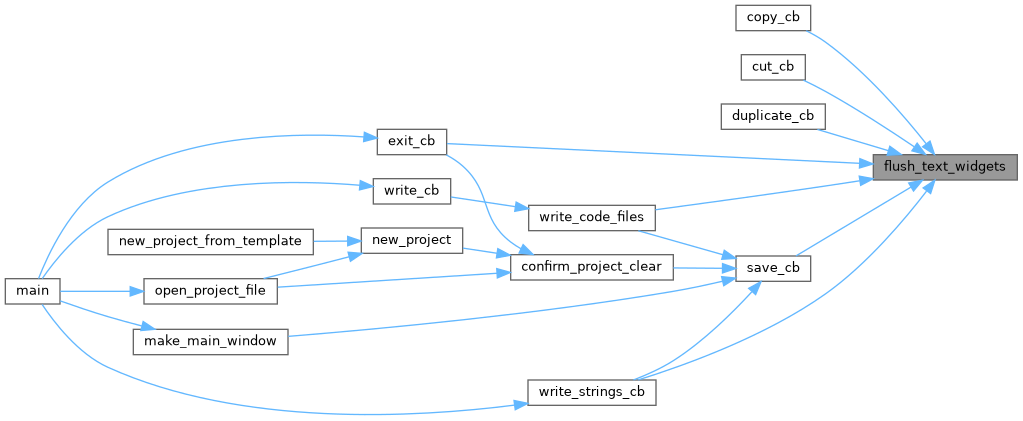 copy_cb
cut_cb
duplicate_cb
exit_cb
flush_text_widgets
write_cb
write_code_files
new_project_from_template
new_project
confirm_project_clear
save_cb
main
open_project_file
make_main_window
write_strings_cb